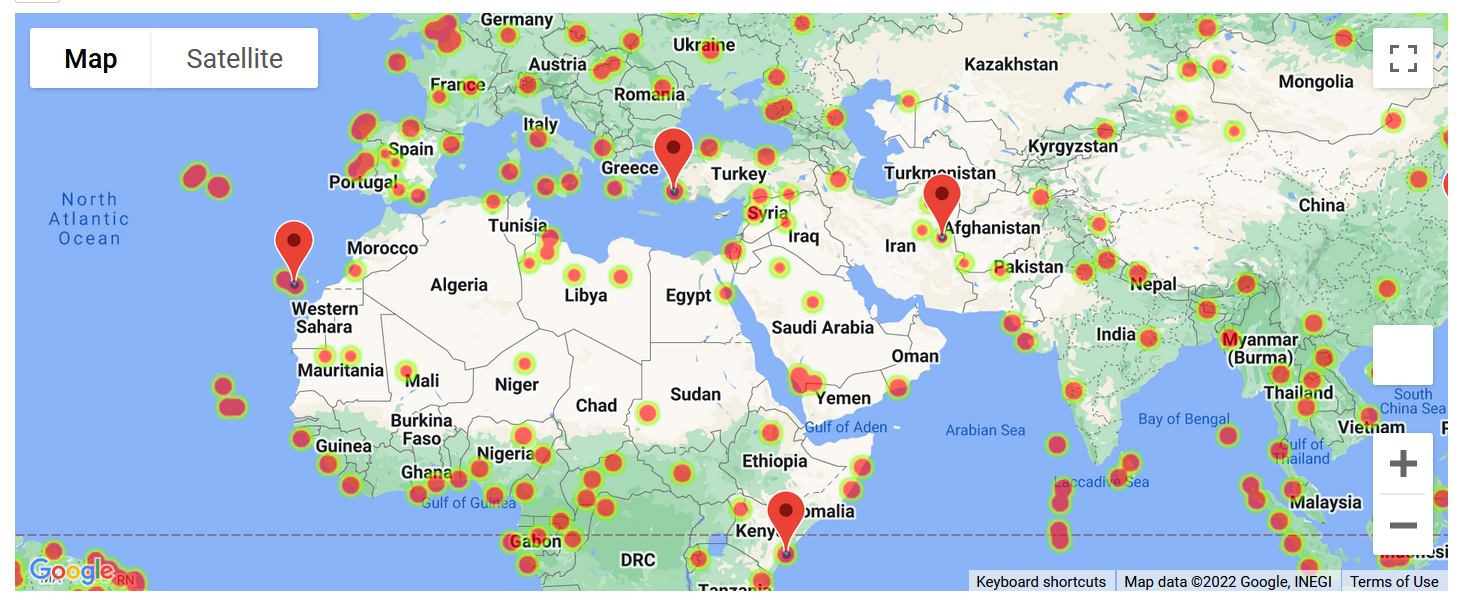 Map
Satellite
Germany
Ukraine
Austria
Kazakhstan
Mongolia
France
Romania
Italy
Spain
Kyrgyzstan
Greece
Turkey
Turkmenistan
Portugal
North
Atlantic
Ocean
China
Syria
Tunisia
Afghanistan
Iraq
Iran
Morocco
Pakistan
Algeria
Libya
Egypt
Nepal
Western
Sahara
Saudi Arabia
India
Myanmar
(Burma)
Oman
Mauritania
Mali
Niger
Sudan
Yemen
Thailand
South
China Sea
Chad
Burkina
Faso
Gulf of Aden
Arabian Sea
Bay of Bengal
Vietnam
Guinea
Nigeria
Ethiopia
Gulf of
Thailand
Ghana
Laccadive Sea
Gulf of Guinea
Malaysia
omalia
Keny
Gabon
DRC
Google
MA
RN
Keyboard shortcuts
Map data ©2022 Google, INEGI
Terms of Use